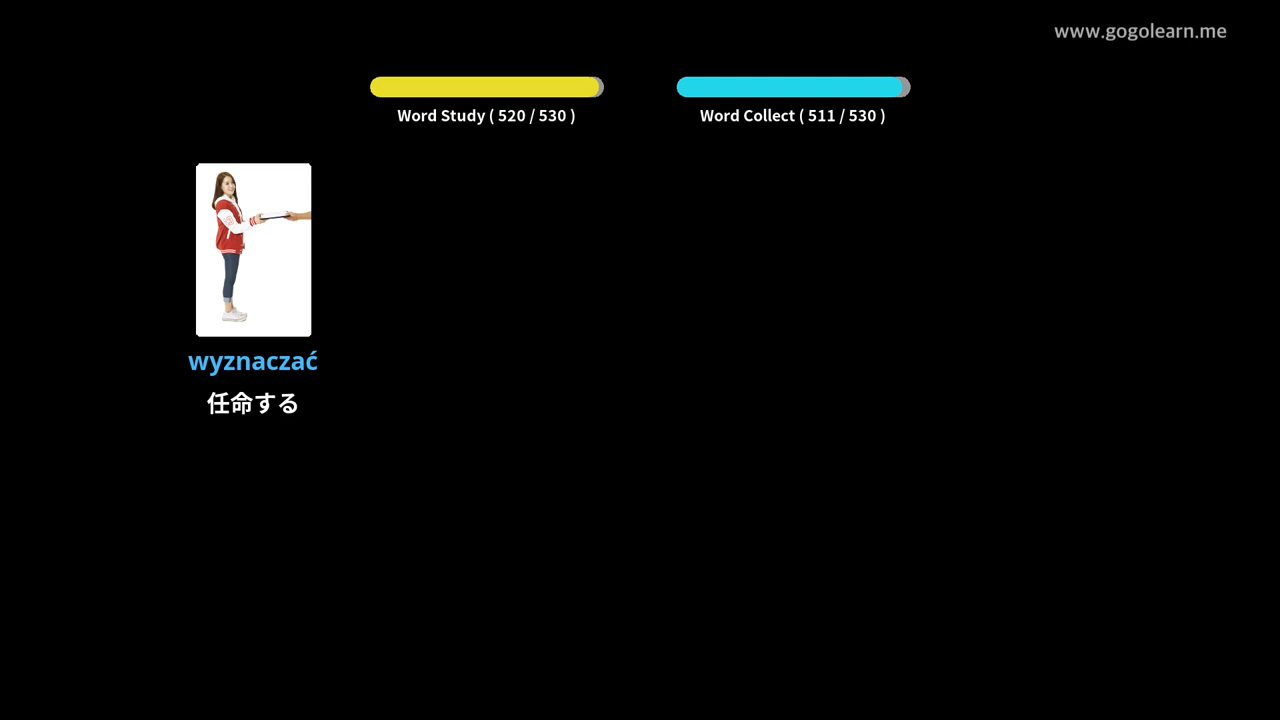 www.gogolearn.me
Word Study ( 520 / 530 )
Word Collect ( 511 / 530 )
wyznaczać
任命する